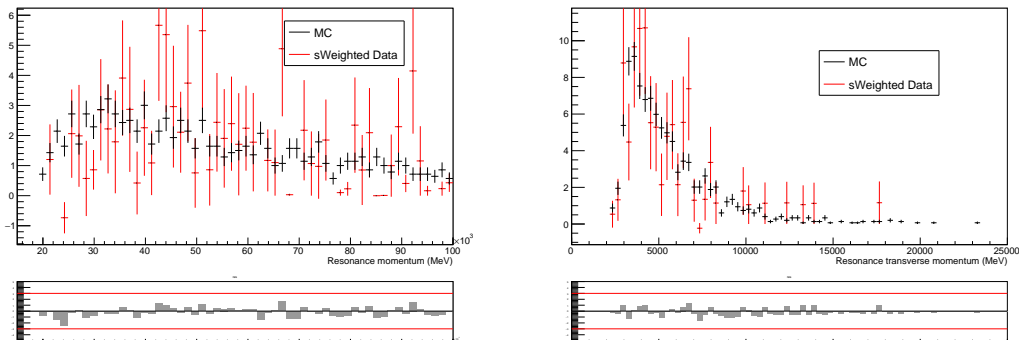 6
5
4
3
2
1
0
−1
MC
sWeighted Data
20 30 40 50 60 70 80 90 100
×10³
Resonance momentum (MeV)
10
8
6
4
2
0
MC
sWeighted Data
0 5000 10000 15000 20000 25000
Resonance transverse momentum (MeV)